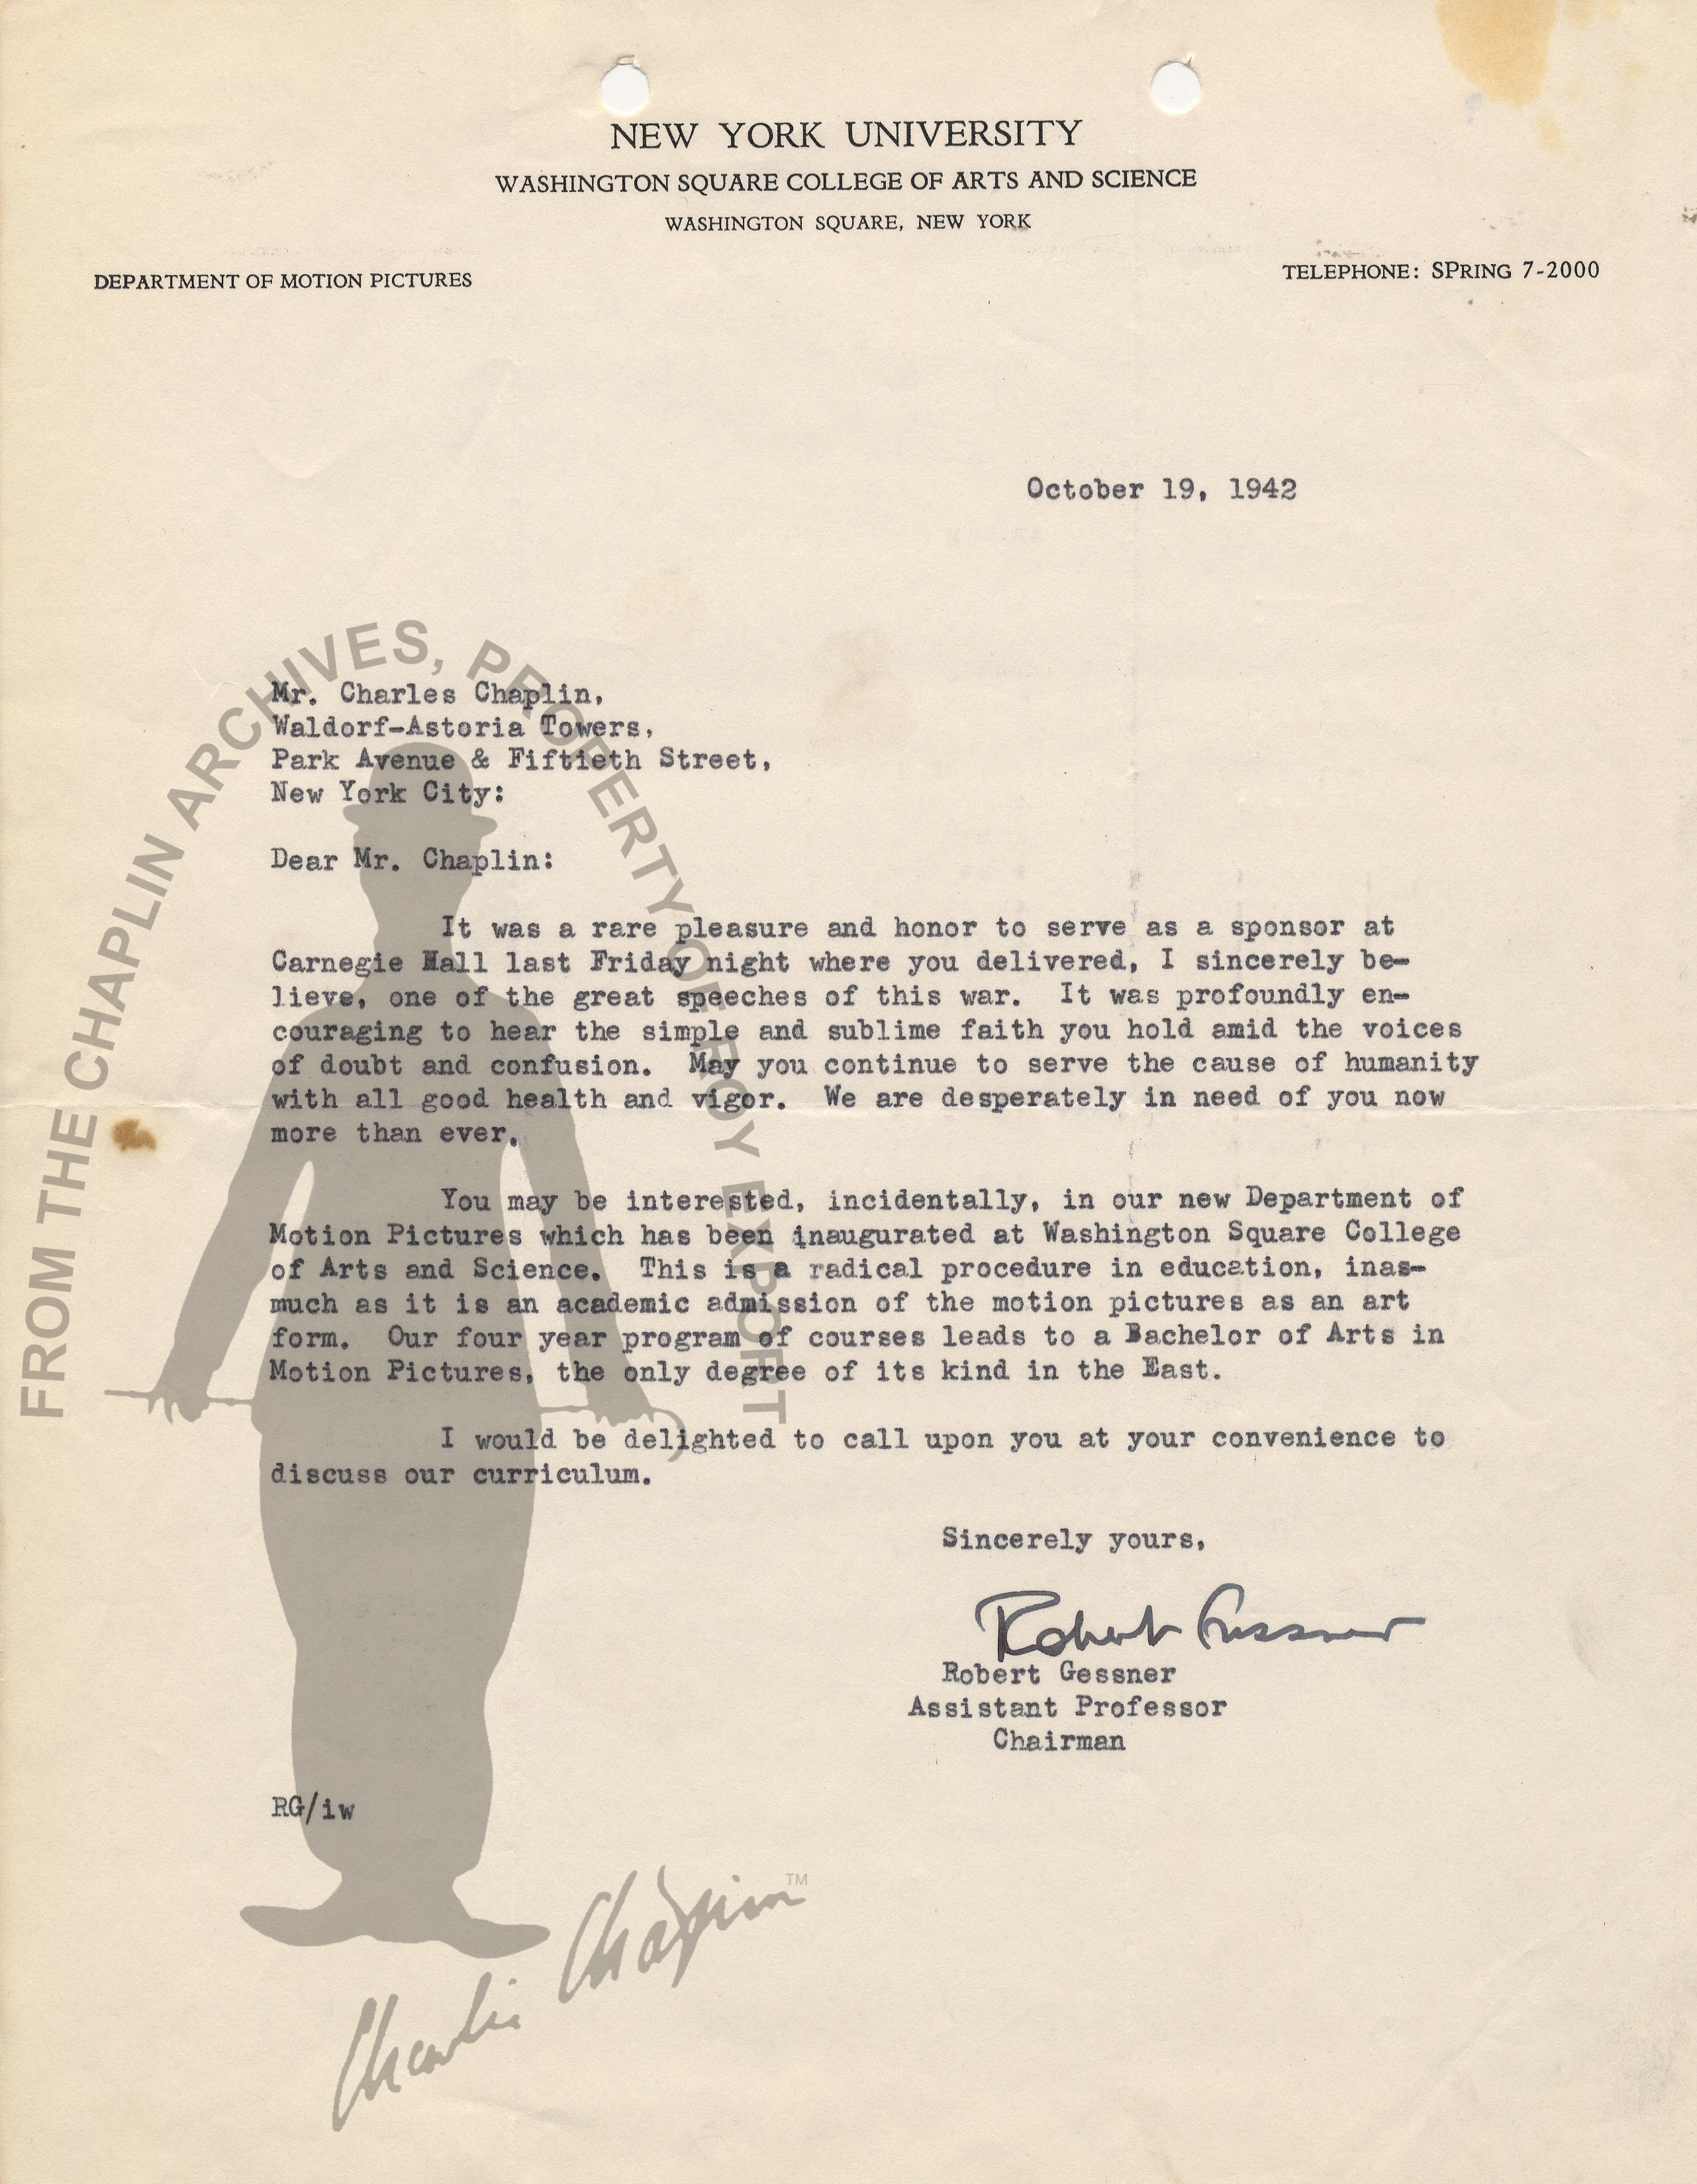 NEW YORK UNIVERSITY
WASHINGTON SQUARE COLLEGE OF ARTS AND SCIENCE
WASHINGTON SQUARE, NEW YORK
DEPARTMENT OF MOTION PICTURES
TELEPHONE: SPRING 7-2000
October 19, 1942
Mr. Charles Chaplin,
Waldorf-Astoria Towers,
Park Avenue & Fiftieth Street,
New York City:
Dear Mr. Chaplin:
It was a rare pleasure and honor to serve as a sponsor at
Carnegie Hall last Friday night where you delivered, I sincerely be-
lieve, one of the great speeches of this war. It was profoundly en-
couraging to hear the simple and sublime faith you hold amid the voices
of doubt and confusion. May you continue to serve the cause of humanity
with all good health and vigor. We are desperately in need of you now
more than ever.
You may be interested, incidentally, in our new Department of
Motion Pictures which has been inaugurated at Washington Square College
of Arts and Science. This is a radical procedure in education, inas-
much as it is an academic admission of the motion pictures as an art
form. Our four year program of courses leads to a Bachelor of Arts in
Motion Pictures, the only degree of its kind in the East.
I would be delighted to call upon you at your convenience to
discuss our curriculum.
Sincerely yours,
Robert Gessner
Robert Gessner
Assistant Professor
Chairman
RG/iw
FROM THE CHAPLIN ARCHIVES, PROPERTY OF ROY EXPORT
Charlie Chaplin™